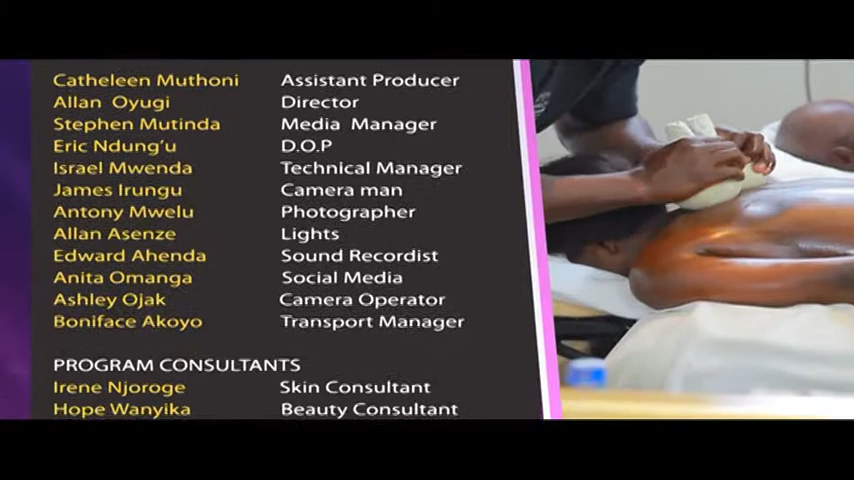 Catheleen Muthoni Assistant Producer
Allan Oyugi Director
Stephen Mutinda Media Manager
Eric Ndung'u D.O.P
Israel Mwenda Technical Manager
James Irungu Camera man
Antony Mwelu Photographer
Allan Asenze Lights
Edward Ahenda Sound Recordist
Anita Omanga Social Media
Ashley Ojak Camera Operator
Boniface Akoyo Transport Manager
PROGRAM CONSULTANTS
Irene Njoroge Skin Consultant
Hope Wanyika Beauty Consultant